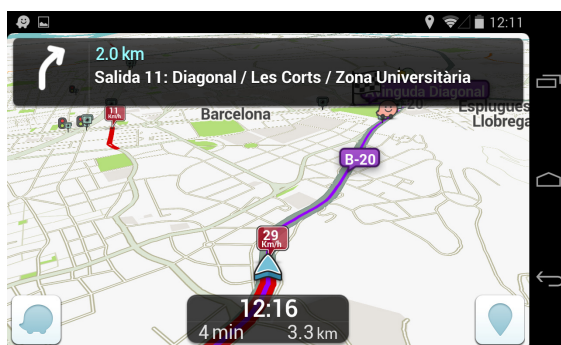 12:11
2.0 km
Salida 11: Diagonal / Les Corts / Zona Universitària
11
Km/h
Barcelona
inguda Diagonal
B-20
Esplugues
Llobrega
B-20
29
Km/h
12:16
4 min 3.3 km